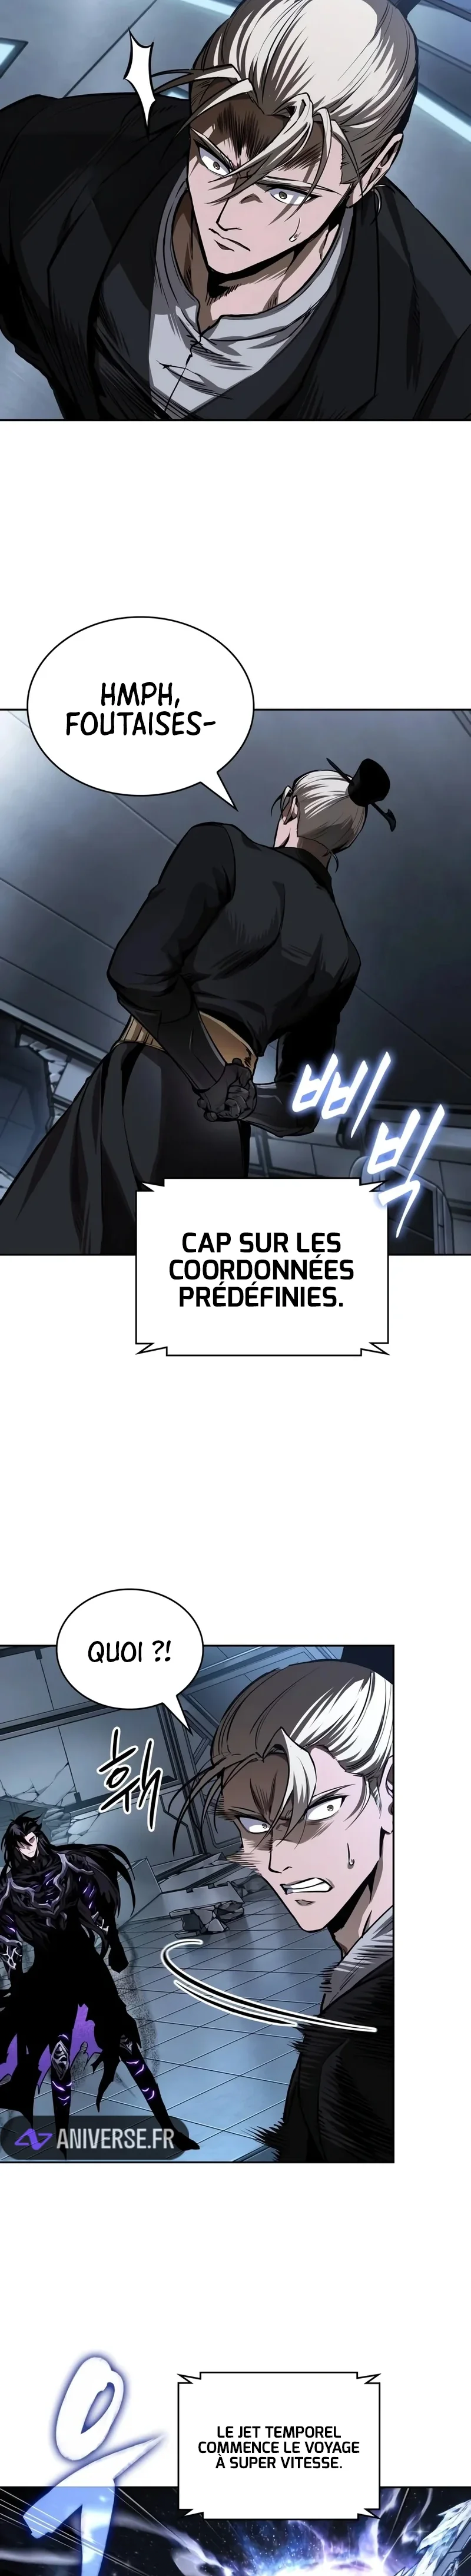 HMPH,
FOUTAISES-
삐빅
CAP SUR LES
COORDONNÉES
PRÉDÉFINIES.
QUOI ?!
홱
ANIVERSE.FR
LE JET TEMPOREL
COMMENCE LE VOYAGE
À SUPER VITESSE.